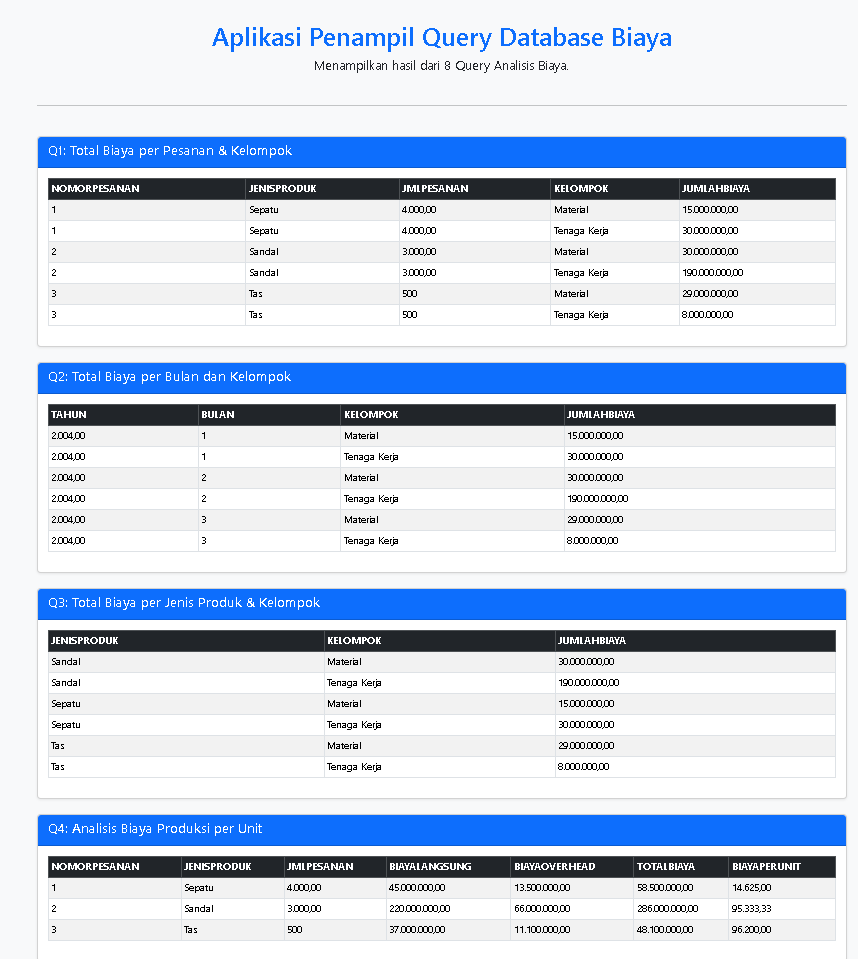 Aplikasi Penampil Query Database Biaya
Menampilkan hasil dari 8 Query Analisis Biaya.
Q1: Total Biaya per Pesanan & Kelompok
NOMORPESANAN JENISPRODUK JMLPESANAN KELOMPOK JUMLAHBIAYA
1 Sepatu 4.000,00 Material 15.000.000,00
1 Sepatu 4.000,00 Tenaga Kerja 30.000.000,00
2 Sandal 3.000,00 Material 30.000.000,00
2 Sandal 3.000,00 Tenaga Kerja 190.000.000,00
3 Tas 500 Material 29.000.000,00
3 Tas 500 Tenaga Kerja 8.000.000,00
Q2: Total Biaya per Bulan dan Kelompok
TAHUN BULAN KELOMPOK JUMLAHBIAYA
2.004,00 1 Material 15.000.000,00
2.004,00 1 Tenaga Kerja 30.000.000,00
2.004,00 2 Material 30.000.000,00
2.004,00 2 Tenaga Kerja 190.000.000,00
2.004,00 3 Material 29.000.000,00
2.004,00 3 Tenaga Kerja 8.000.000,00
Q3: Total Biaya per Jenis Produk & Kelompok
JENISPRODUK KELOMPOK JUMLAHBIAYA
Sandal Material 30.000.000,00
Sandal Tenaga Kerja 190.000.000,00
Sepatu Material 15.000.000,00
Sepatu Tenaga Kerja 30.000.000,00
Tas Material 29.000.000,00
Tas Tenaga Kerja 8.000.000,00
Q4: Analisis Biaya Produksi per Unit
NOMORPESANAN JENISPRODUK JMLPESANAN BIAYALANGSUNG BIAYAOVERHEAD TOTALBIAYA BIAYAPERUNIT
1 Sepatu 4.000,00 45.000.000,00 13.500.000,00 58.500.000,00 14.625,00
2 Sandal 3.000,00 220.000.000,00 66.000.000,00 286.000.000,00 95.333,33
3 Tas 500 37.000.000,00 11.100.000,00 48.100.000,00 96.200,00